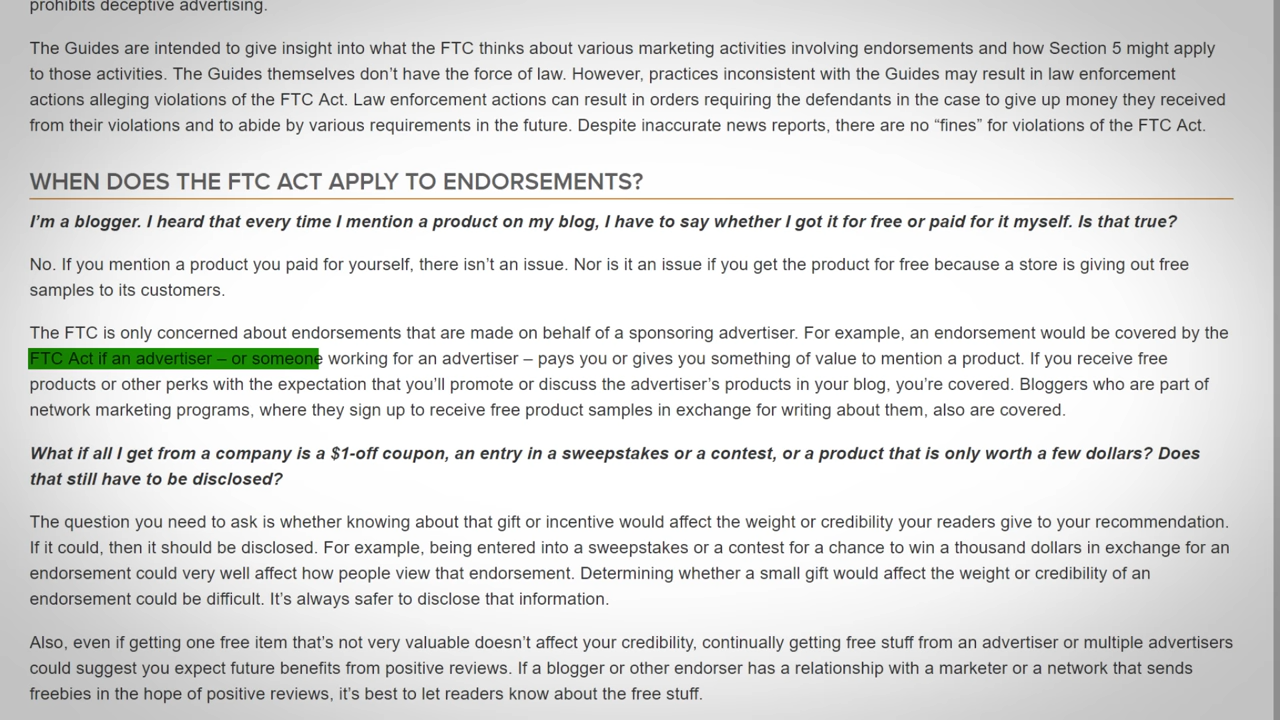 prohibits deceptive advertising.
The Guides are intended to give insight into what the FTC thinks about various marketing activities involving endorsements and how Section 5 might apply
to those activities. The Guides themselves don’t have the force of law. However, practices inconsistent with the Guides may result in law enforcement
actions alleging violations of the FTC Act. Law enforcement actions can result in orders requiring the defendants in the case to give up money they received
from their violations and to abide by various requirements in the future. Despite inaccurate news reports, there are no “fines” for violations of the FTC Act.
WHEN DOES THE FTC ACT APPLY TO ENDORSEMENTS?
I’m a blogger. I heard that every time I mention a product on my blog, I have to say whether I got it for free or paid for it myself. Is that true?
No. If you mention a product you paid for yourself, there isn’t an issue. Nor is it an issue if you get the product for free because a store is giving out free
samples to its customers.
The FTC is only concerned about endorsements that are made on behalf of a sponsoring advertiser. For example, an endorsement would be covered by the
FTC Act if an advertiser – or someone working for an advertiser – pays you or gives you something of value to mention a product. If you receive free
products or other perks with the expectation that you’ll promote or discuss the advertiser’s products in your blog, you’re covered. Bloggers who are part of
network marketing programs, where they sign up to receive free product samples in exchange for writing about them, also are covered.
What if all I get from a company is a $1-off coupon, an entry in a sweepstakes or a contest, or a product that is only worth a few dollars? Does
that still have to be disclosed?
The question you need to ask is whether knowing about that gift or incentive would affect the weight or credibility your readers give to your recommendation.
If it could, then it should be disclosed. For example, being entered into a sweepstakes or a contest for a chance to win a thousand dollars in exchange for an
endorsement could very well affect how people view that endorsement. Determining whether a small gift would affect the weight or credibility of an
endorsement could be difficult. It’s always safer to disclose that information.
Also, even if getting one free item that’s not very valuable doesn’t affect your credibility, continually getting free stuff from an advertiser or multiple advertisers
could suggest you expect future benefits from positive reviews. If a blogger or other endorser has a relationship with a marketer or a network that sends
freebies in the hope of positive reviews, it’s best to let readers know about the free stuff.